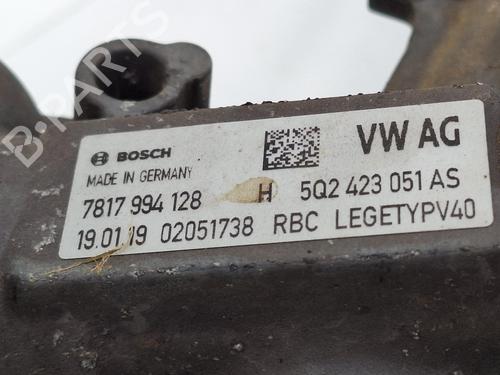 BOSCH
VW AG
MADE IN GERMANY
7817 994 128 H 5Q2 423 051 AS
19.01.19 02051738 RBC LEGETYPV40
B-PARTS